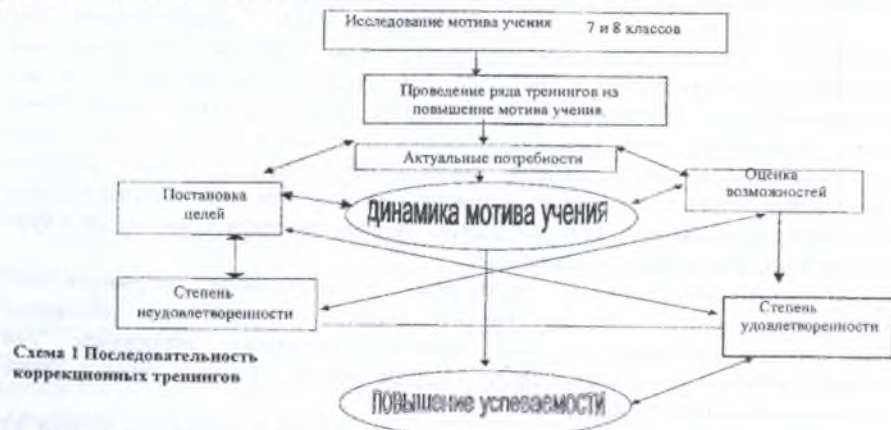 Исследование мотива учения 7 и 8 классов
Проведение ряда тренингов на
повышение мотива учения.
Актуальные потребности
Постановка
целей
Оценка
возможностей
динамика мотива учения
Степень
неудовлетворенности
Степень
удовлетворенности
Схема 1 Последовательность
коррекционных тренингов
повышение успеваемости